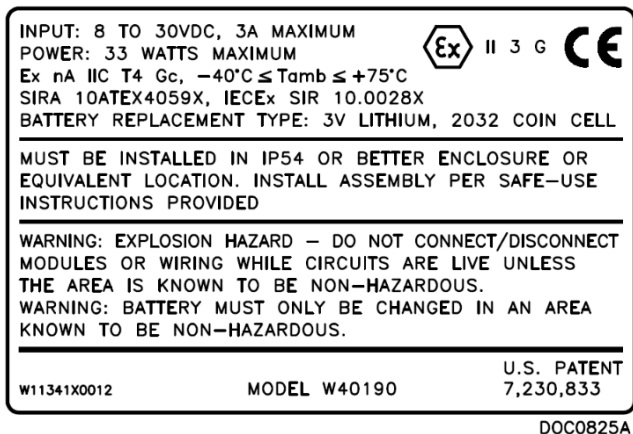 INPUT: 8 TO 30VDC, 3A MAXIMUM
POWER: 33 WATTS MAXIMUM
Ex II 3 G CE
Ex nA IIC T4 Gc, −40°C ≤ Tamb ≤ +75°C
SIRA 10ATEX4059X, IECEx SIR 10.0028X
BATTERY REPLACEMENT TYPE: 3V LITHIUM, 2032 COIN CELL
MUST BE INSTALLED IN IP54 OR BETTER ENCLOSURE OR
EQUIVALENT LOCATION. INSTALL ASSEMBLY PER SAFE−USE
INSTRUCTIONS PROVIDED
WARNING: EXPLOSION HAZARD − DO NOT CONNECT/DISCONNECT
MODULES OR WIRING WHILE CIRCUITS ARE LIVE UNLESS
THE AREA IS KNOWN TO BE NON−HAZARDOUS.
WARNING: BATTERY MUST ONLY BE CHANGED IN AN AREA
KNOWN TO BE NON−HAZARDOUS.
W11341X0012 MODEL W40190 U.S. PATENT
7,230,833
DOC0825A